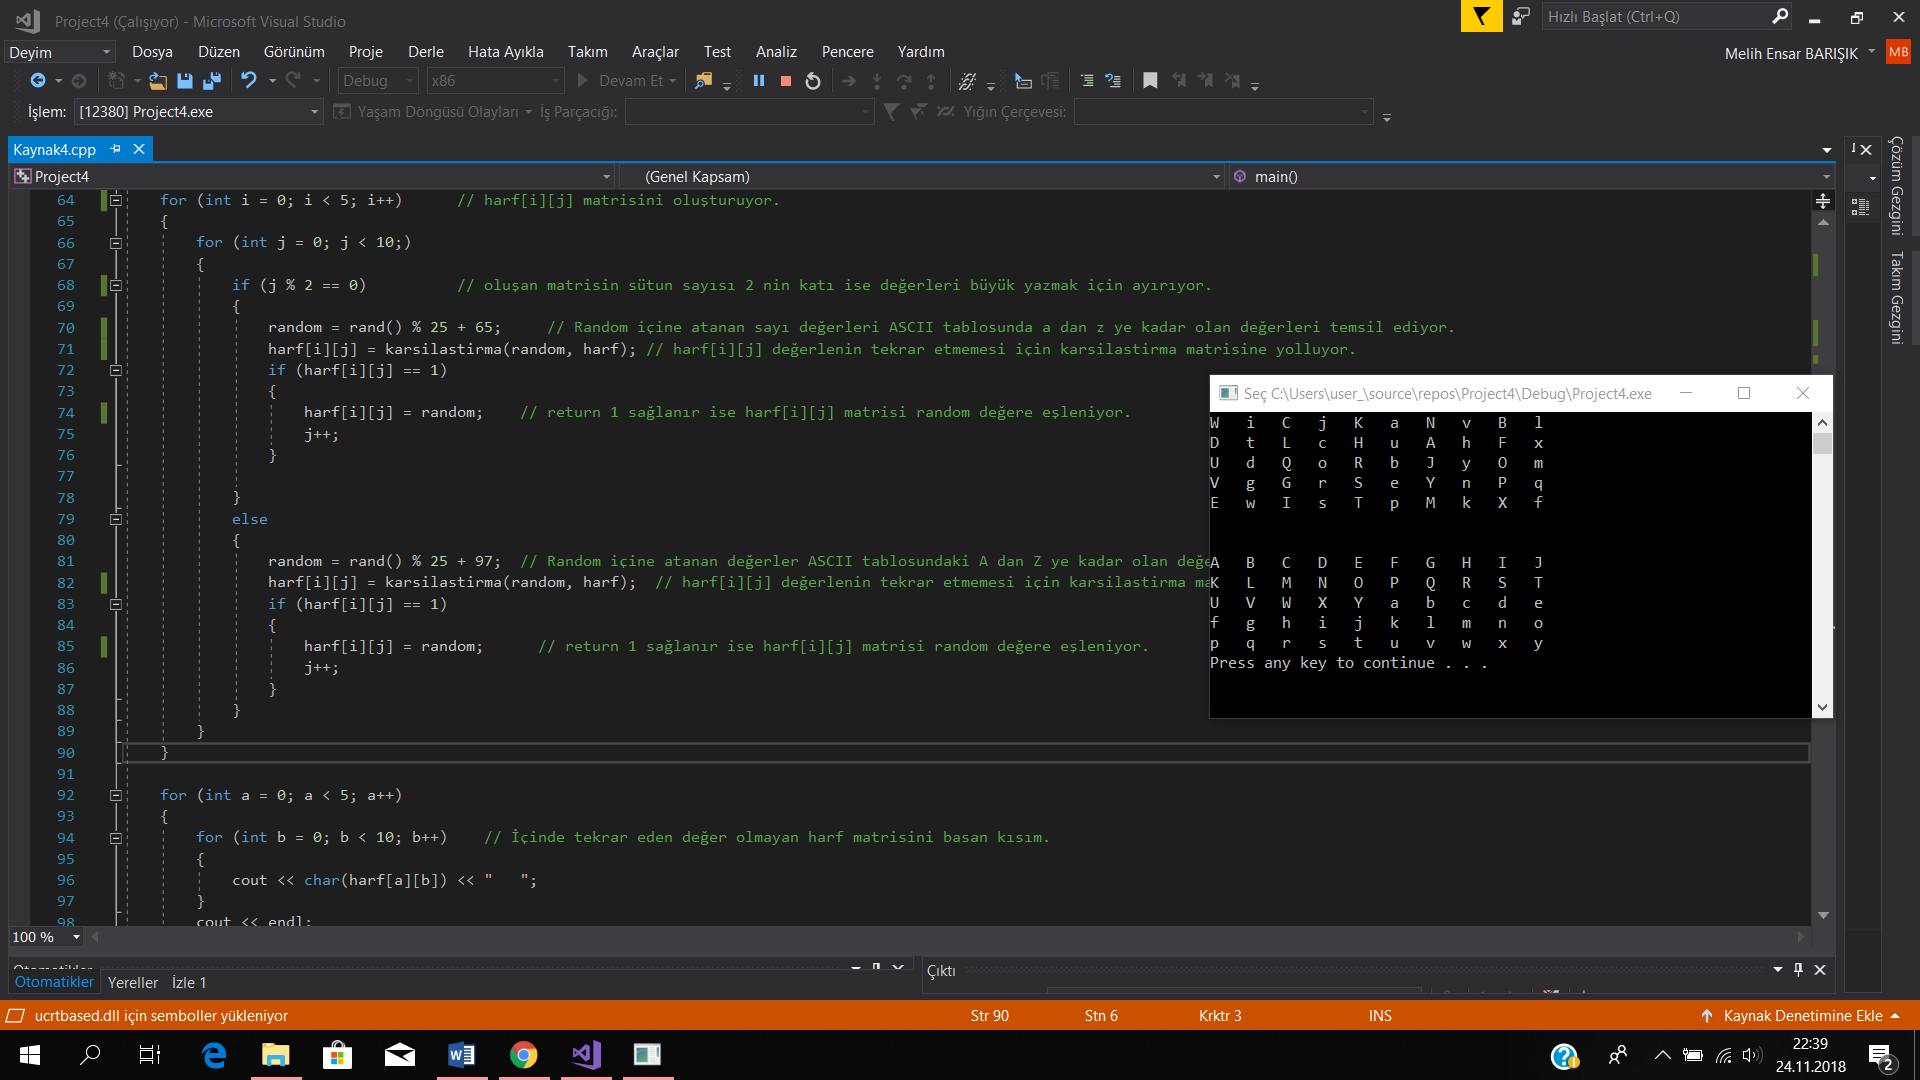 Project4 (Çalışıyor) - Microsoft Visual Studio
Hızlı Başlat (Ctrl+Q)
Deyim Dosya Düzen Görünüm Proje Derle Hata Ayıkla Takım Araçlar Test Analiz Pencere Yardım
Melih Ensar BARIŞIK MB
Debug x86 Devam Et
İşlem: [12380] Project4.exe Yaşam Döngüsü Olayları İş Parçacığı: Yığın Çerçevesi:
Kaynak4.cpp
Project4 (Genel Kapsam) main()
Çözüm Gezgini
Takım Gezgini
64 for (int i = 0; i < 5; i++) // harf[i][j] matrisini oluşturuyor.
65 {
66 for (int j = 0; j < 10;)
67 {
68 if (j % 2 == 0) // oluşan matrisin sütun sayısı 2 nin katı ise değerleri büyük yazmak için ayırıyor.
69 {
70 random = rand() % 25 + 65; // Random içine atanan sayı değerleri ASCII tablosunda a dan z ye kadar olan değerleri temsil ediyor.
71 harf[i][j] = karsilastirma(random, harf); // harf[i][j] değerlenin tekrar etmemesi için karsilastirma matrisine yolluyor.
72 if (harf[i][j] == 1)
73 {
74 harf[i][j] = random; // return 1 sağlanır ise harf[i][j] matrisi random değere eşleniyor.
75 j++;
76 }
77
78 }
79 else
80 {
81 random = rand() % 25 + 97; // Random içine atanan değerler ASCII tablosundaki A dan Z ye kadar olan değe
82 harf[i][j] = karsilastirma(random, harf); // harf[i][j] değerlenin tekrar etmemesi için karsilastirma ma
83 if (harf[i][j] == 1)
84 {
85 harf[i][j] = random; // return 1 sağlanır ise harf[i][j] matrisi random değere eşleniyor.
86 j++;
87 }
88 }
89 }
90 }
91
92 for (int a = 0; a < 5; a++)
93 {
94 for (int b = 0; b < 10; b++) // İçinde tekrar eden değer olmayan harf matrisini basan kısım.
95 {
96 cout << char(harf[a][b]) << "   ";
97 }
98 cout << endl;
Seç C:\Users\user_\source\repos\Project4\Debug\Project4.exe
W i C j K a N v B l
D t L c H u A h F x
U d Q o R b J y O m
V g G r S e Y n P q
E w I s T p M k X f
A B C D E F G H I J
K L M N O P Q R S T
U V W X Y a b c d e
f g h i j k l m n o
p q r s t u v w x y
Press any key to continue . . .
100 %
Otomatikler
Otomatikler Yereller İzle 1
Çıktı
ucrtbased.dll için semboller yükleniyor Str 90 Stn 6 Krktr 3 INS Kaynak Denetimine Ekle
22:39
24.11.2018
2